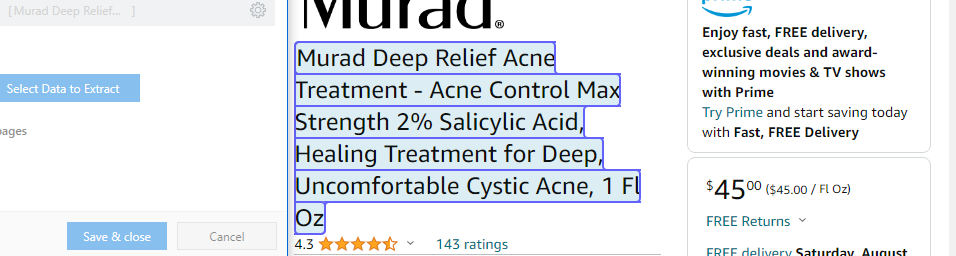 [Murad Deep Relief... ]
Select Data to Extract
pages
Save & close
Cancel
Murad®
Murad Deep Relief Acne
Treatment - Acne Control Max
Strength 2% Salicylic Acid,
Healing Treatment for Deep,
Uncomfortable Cystic Acne, 1 Fl
Oz
4.3
143 ratings
prime
Enjoy fast, FREE delivery,
exclusive deals and award-
winning movies & TV shows
with Prime
Try Prime and start saving today
with Fast, FREE Delivery
$45⁰⁰ ($45.00 / Fl Oz)
FREE Returns
FREE delivery Saturday, August